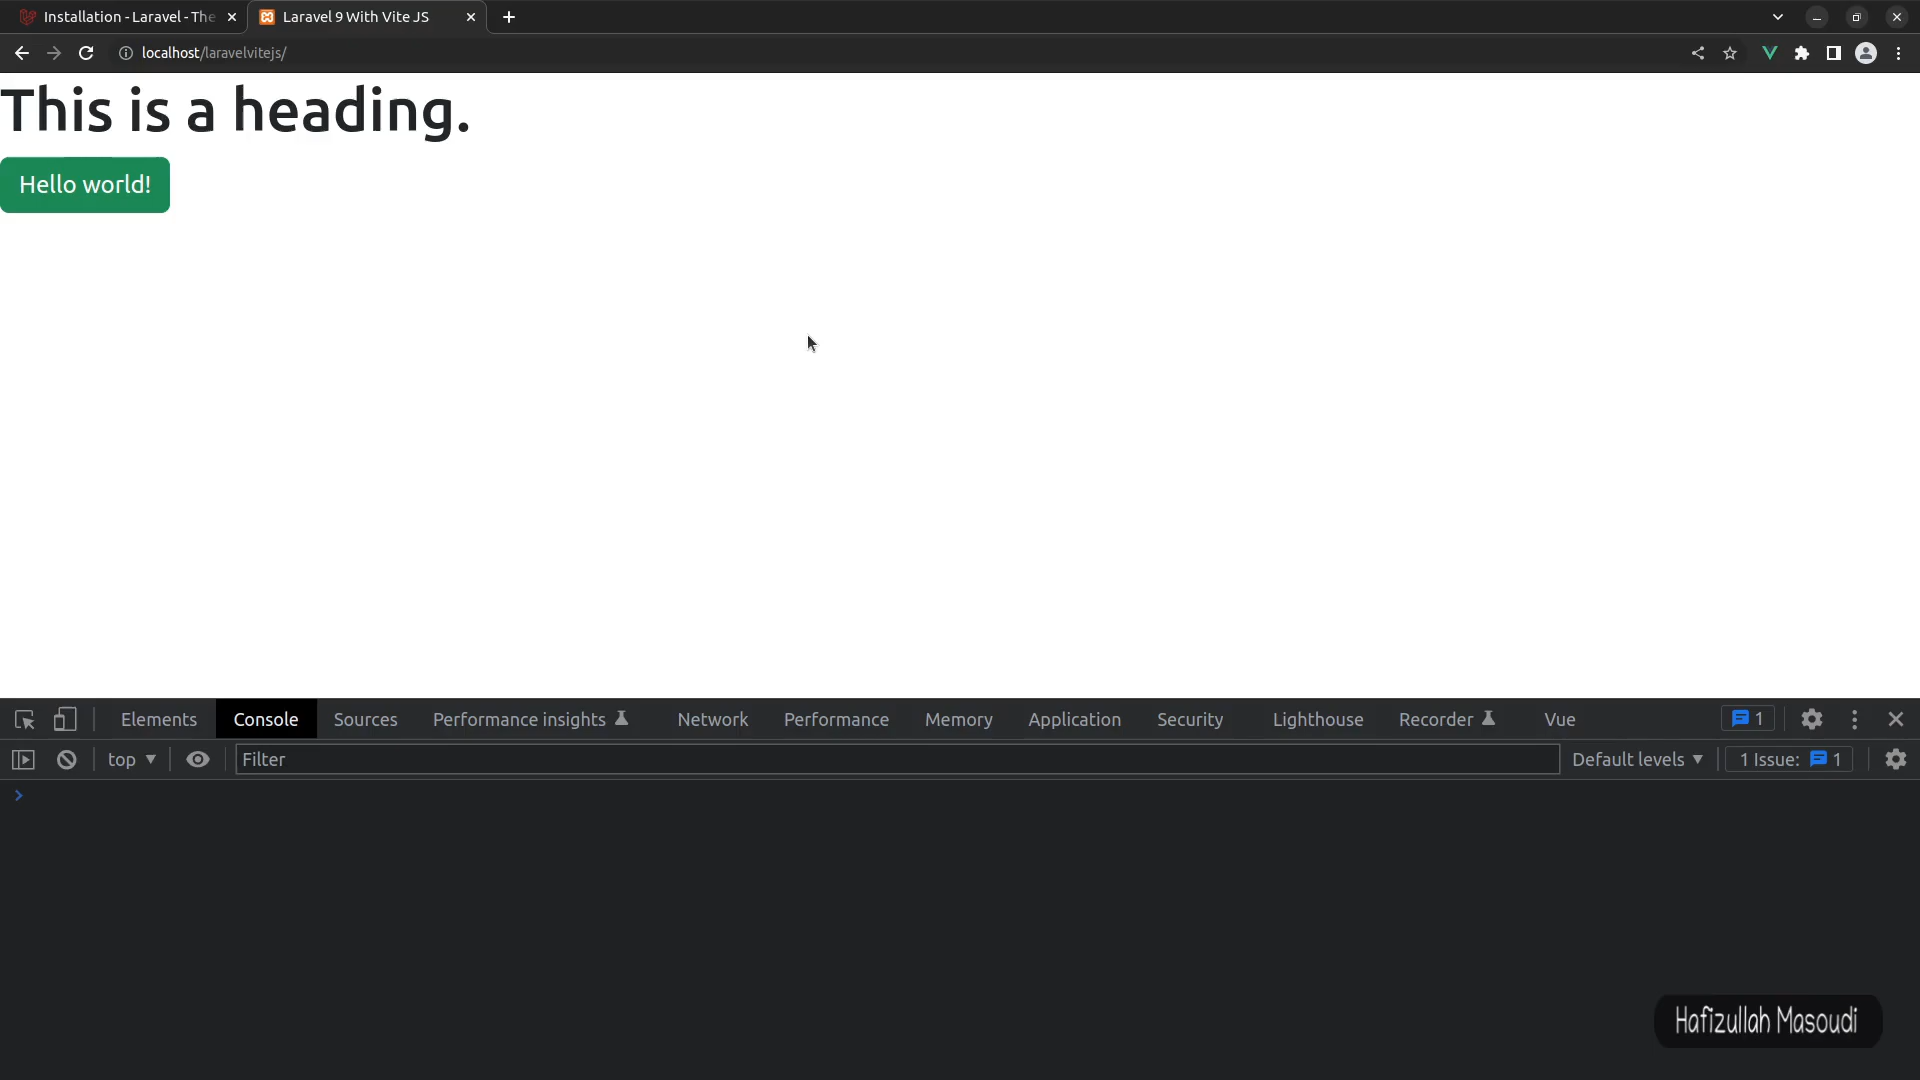 Installation - Laravel - The
Laravel 9 With Vite JS
localhost/laravelvitejs/
This is a heading.
Hello world!
Elements
Console
Sources
Performance insights
Network
Performance
Memory
Application
Security
Lighthouse
Recorder
Vue
1
top
Filter
Default levels
1 Issue: 1
Hafizullah Masoudi